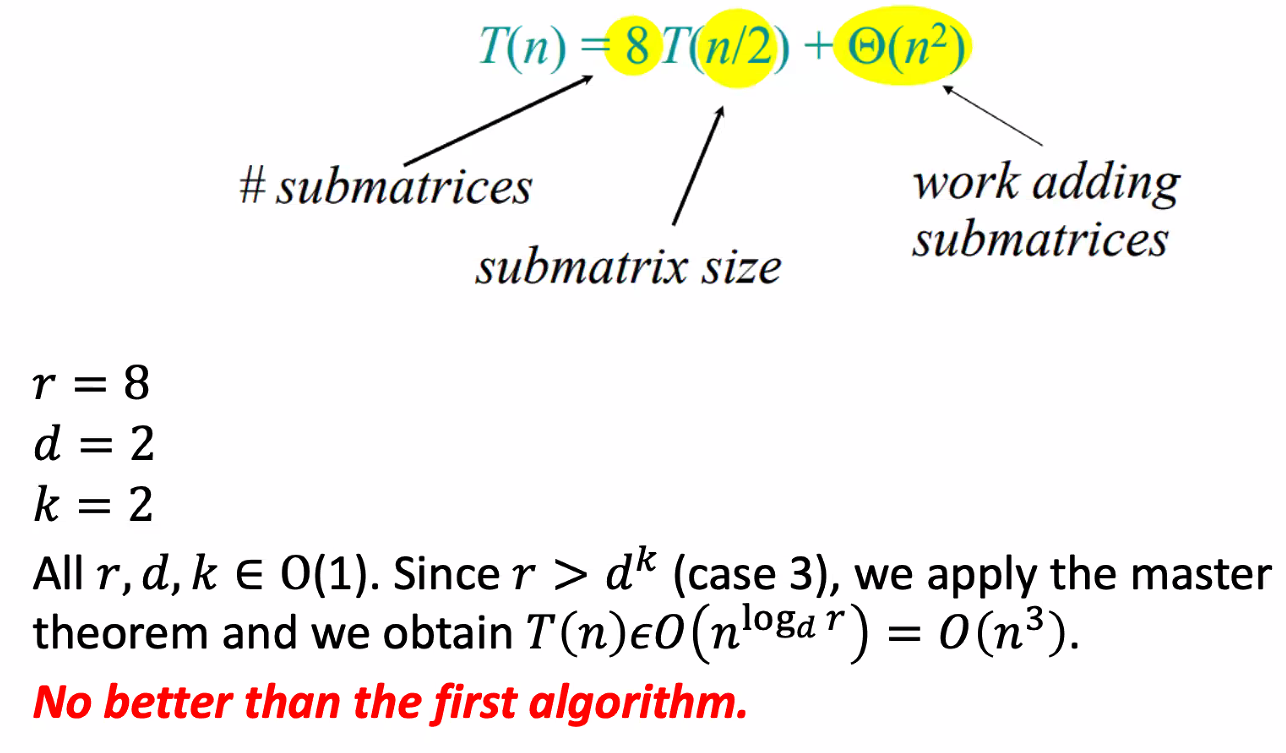 T(n) = 8 T(n/2) + Θ(n²)
# submatrices
submatrix size
work adding
submatrices
r = 8
d = 2
k = 2
All r, d, k ∈ O(1). Since r > dᵏ (case 3), we apply the master
theorem and we obtain T(n)ϵO(n^{log_d r}) = O(n³).
No better than the first algorithm.